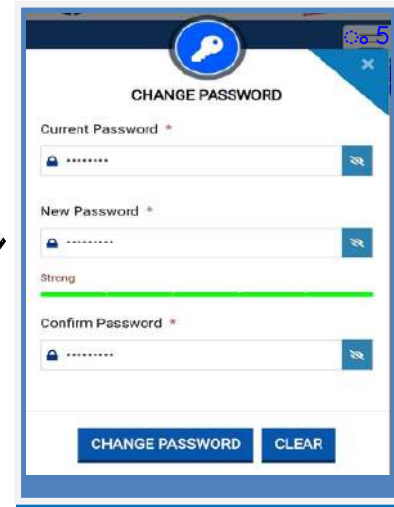 CHANGE PASSWORD
Current Password *
••••••••
New Password *
•••••••••
Strong
Confirm Password *
•••••••••
CHANGE PASSWORD CLEAR